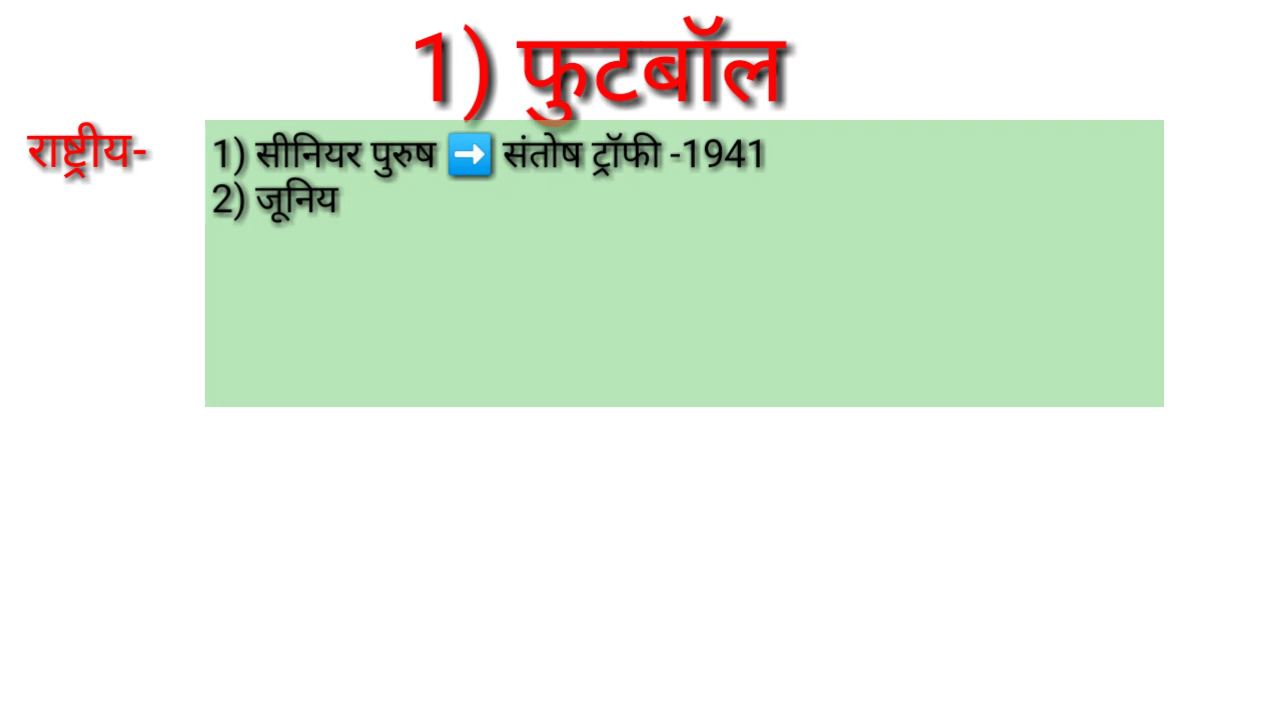 1) फुटबॉल
राष्ट्रीय-
1) सीनियर पुरुष ➡️ संतोष ट्रॉफी -1941
2) जूनिय